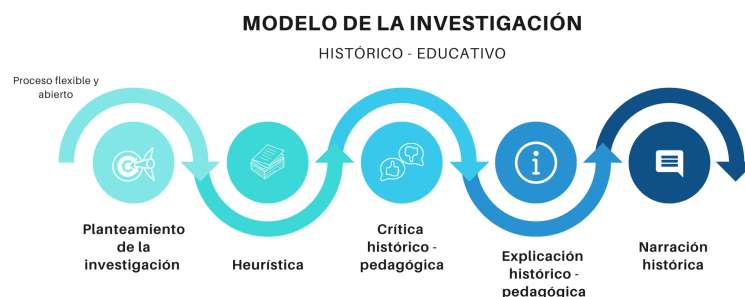 MODELO DE LA INVESTIGACIÓN
HISTÓRICO - EDUCATIVO
Proceso flexible y
abierto
Planteamiento
de la
investigación
Heurística
Crítica
histórico -
pedagógica
Explicación
histórico -
pedagógica
Narración
histórica